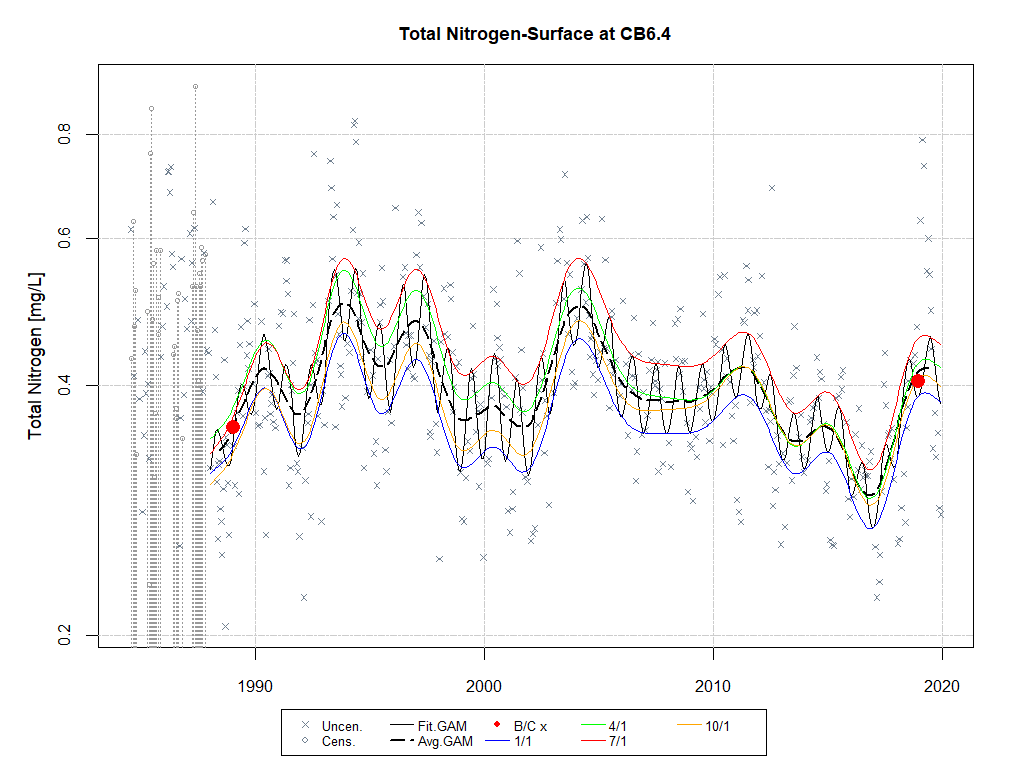 Total Nitrogen-Surface at CB6.4
Total Nitrogen [mg/L]
0.8
0.6
0.4
0.2
1990 2000 2010 2020
Uncen. Fit.GAM B/C x 4/1 10/1
Cens. Avg.GAM 1/1 7/1